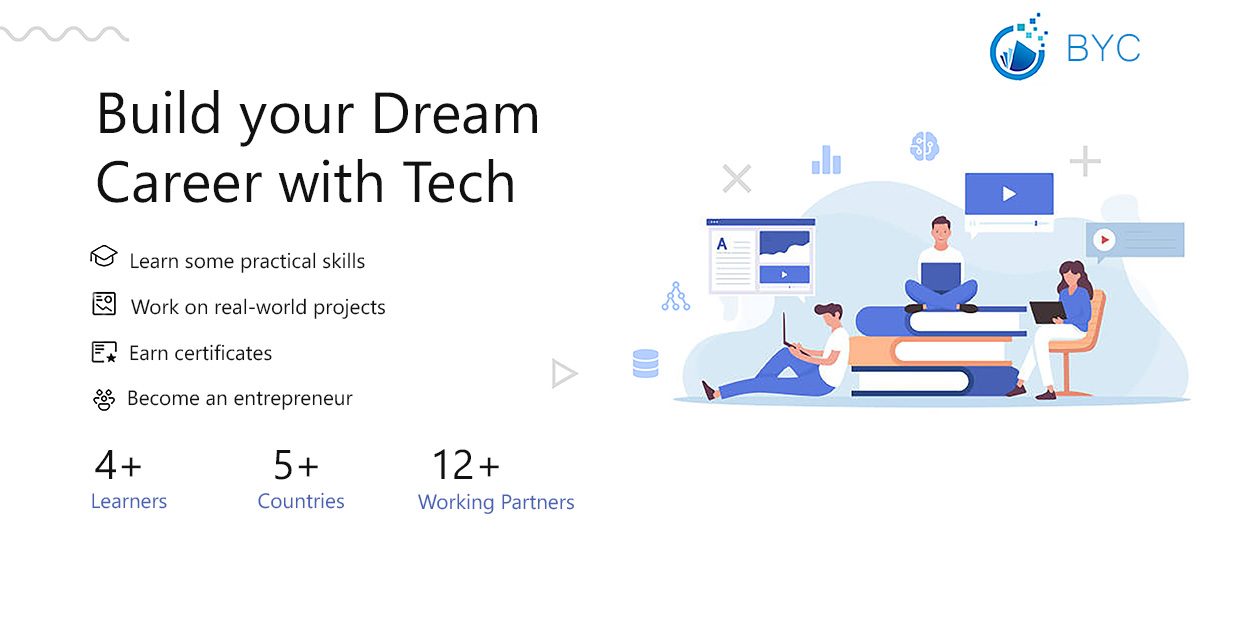 BYC
Build your Dream
Career with Tech
Learn some practical skills
Work on real-world projects
Earn certificates
Become an entrepreneur
4+
Learners
5+
Countries
12+
Working Partners
A